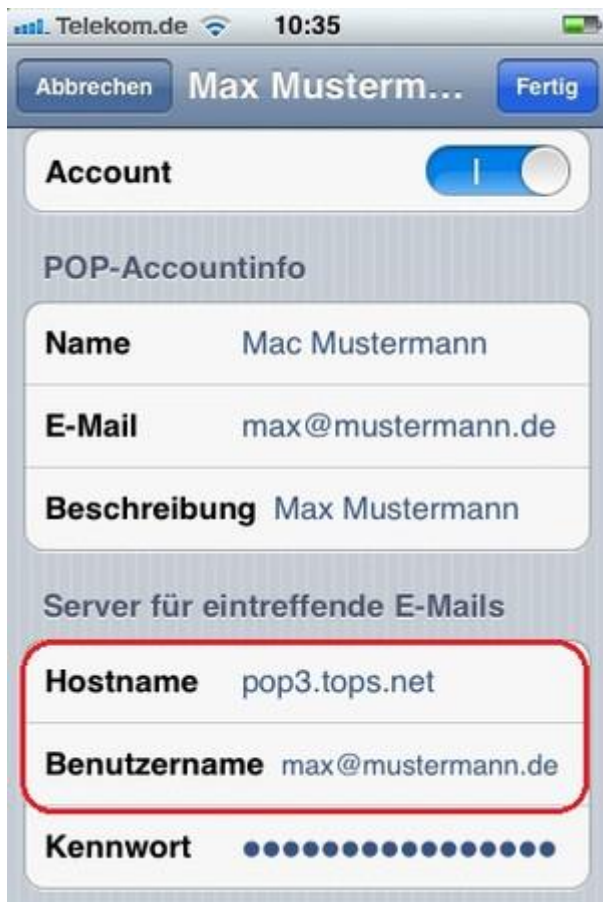 Telekom.de 10:35
Abbrechen Max Musterm... Fertig
Account
POP-Accountinfo
Name Mac Mustermann
E-Mail max@mustermann.de
Beschreibung Max Mustermann
Server für eintreffende E-Mails
Hostname pop3.tops.net
Benutzername max@mustermann.de
Kennwort ●●●●●●●●●●●●●●●●